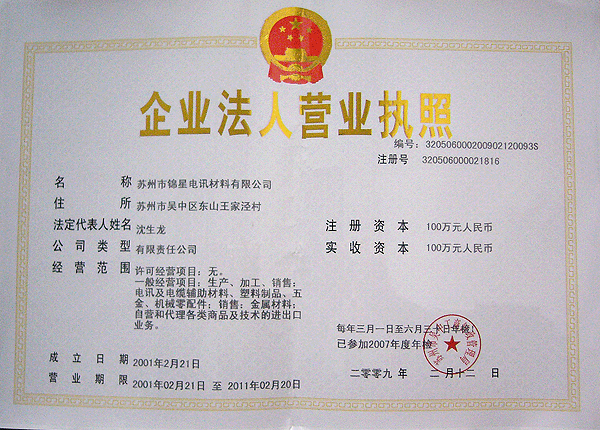 企业法人营业执照
编号: 320506000200902120093S
注册号 320506000021816
名 称 苏州市锦星电讯材料有限公司
住 所 苏州市吴中区东山王家泾村
法定代表人姓名 沈生龙
注 册 资 本 100万元人民币
公 司 类 型 有限责任公司
实 收 资 本 100万元人民币
经 营 范 围 许可经营项目: 无。
一般经营项目: 生产、加工、销售:
电讯及电缆辅助材料、塑料制品、五
金、机械零配件; 销售: 金属材料;
自营和代理各类商品及技术的进出口
业务。
每年三月一日至六月三十日年检!
已参加2007年度年检
成 立 日 期 2001年2月21日
二〇〇九 年 二月十二 日
营 业 期 限 2001年02月21日 至 2011年02月20日